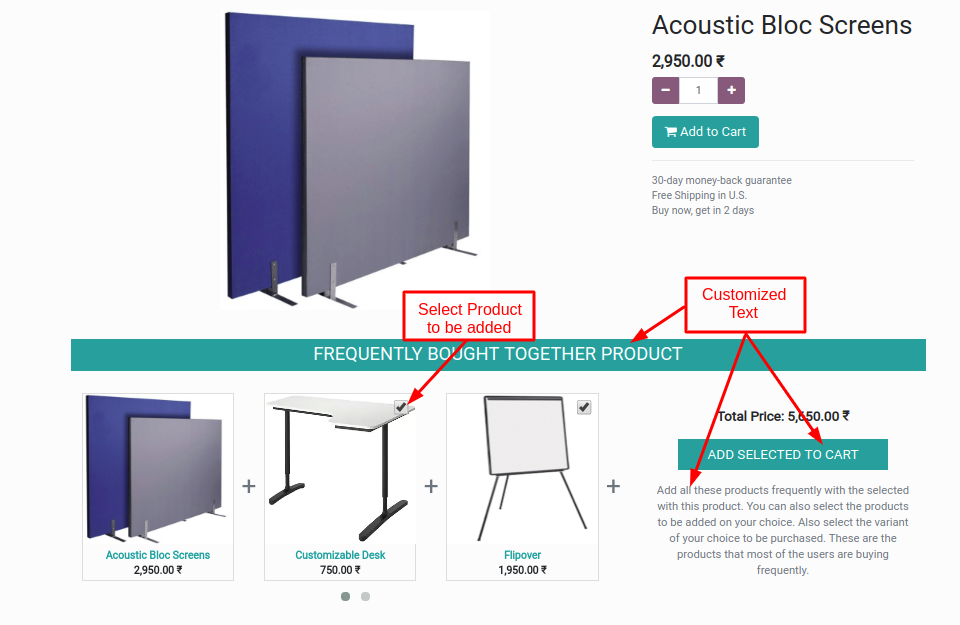 Acoustic Bloc Screens
2,950.00 ₹
− 1 +
Add to Cart
30-day money-back guarantee
Free Shipping in U.S.
Buy now, get in 2 days
Select Product
to be added
Customized
Text
FREQUENTLY BOUGHT TOGETHER PRODUCT
Acoustic Bloc Screens
2,950.00 ₹
+
Customizable Desk
750.00 ₹
+
Flipover
1,950.00 ₹
+
Total Price: 5,650.00 ₹
ADD SELECTED TO CART
Add all these products frequently with the selected
with this product. You can also select the products
to be added on your choice. Also select the variant
of your choice to be purchased. These are the
products that most of the users are buying
frequently.